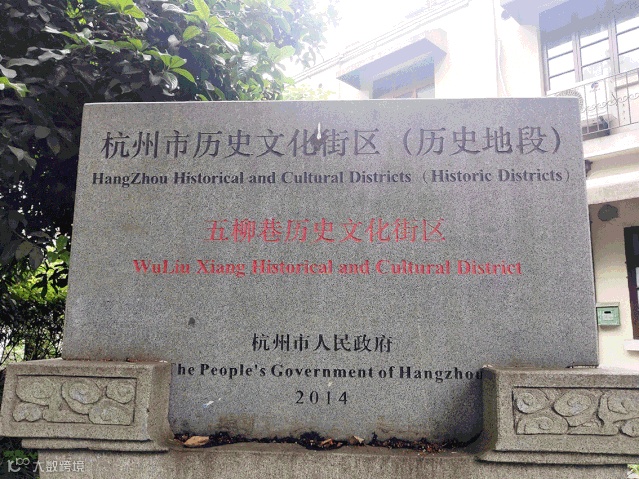 杭州市历史文化街区（历史地段）
HangZhou Historical and Cultural Districts（Historic Districts）
五柳巷历史文化街区
WuLiu Xiang Historical and Cultural District
杭州市人民政府
he People's Government of Hangzhou
2014
大数跨境